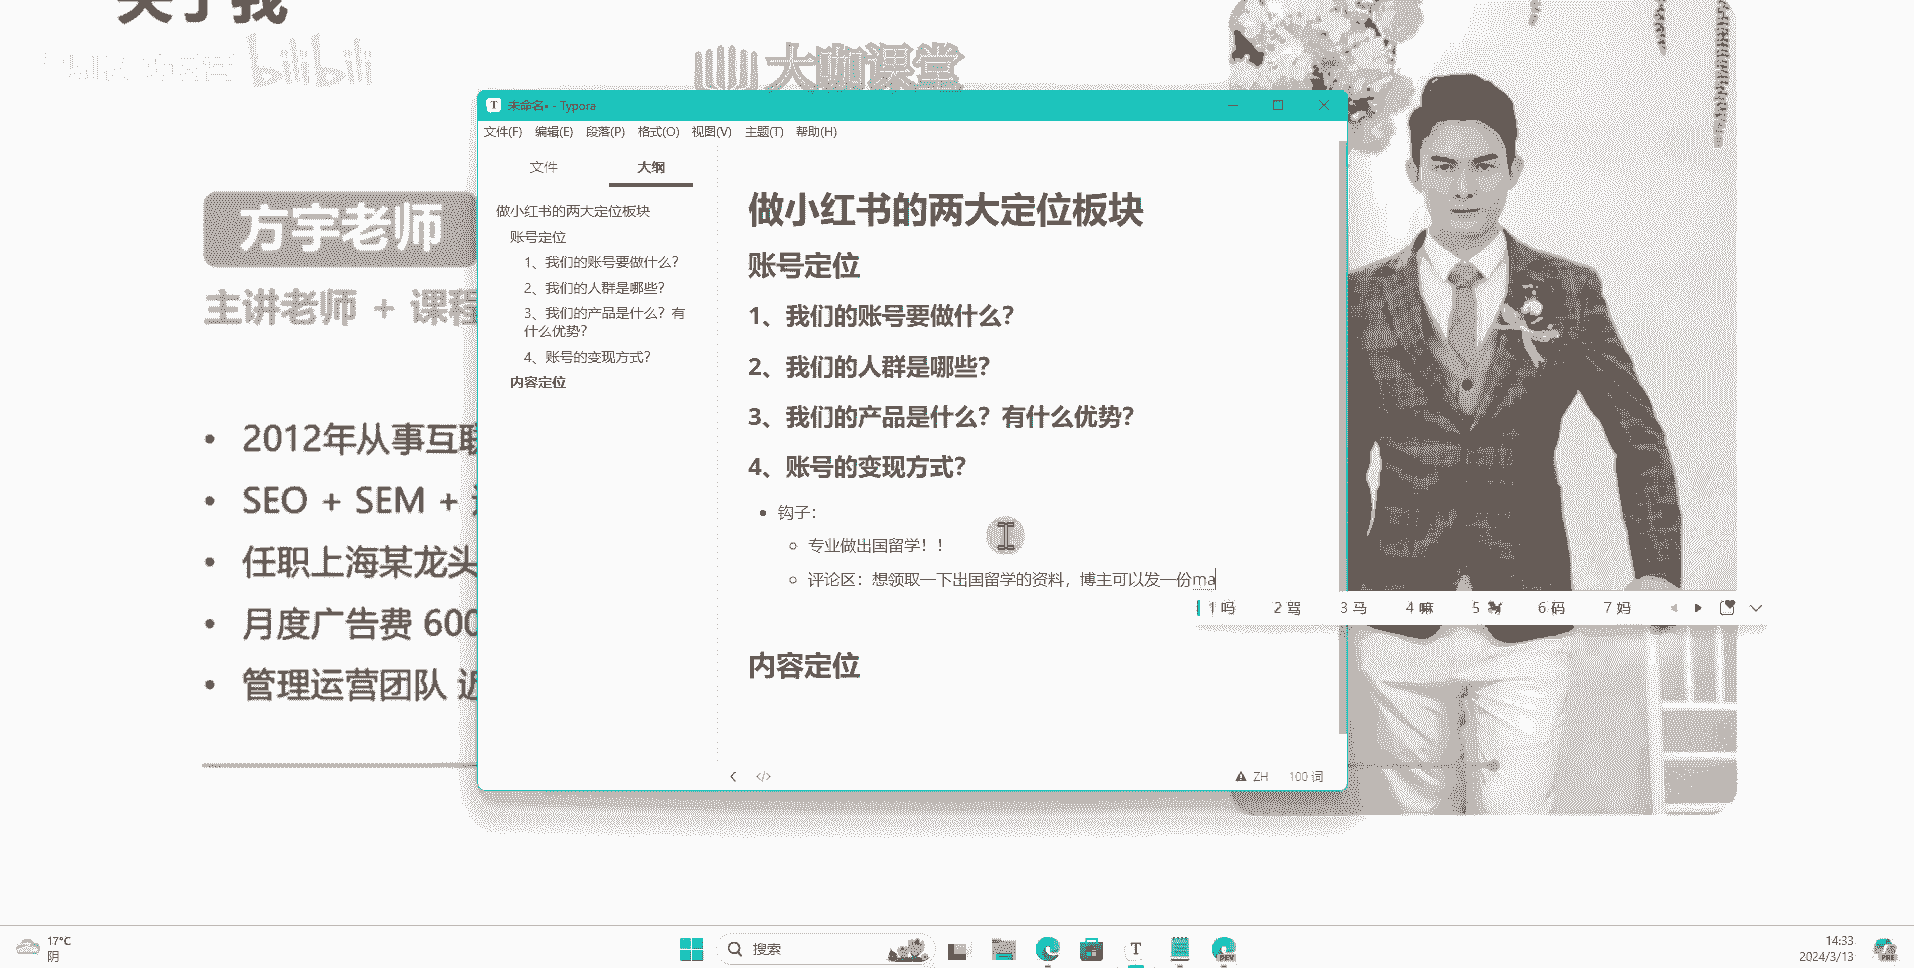 关于我
bilibili
大咖课堂
未命名• - Typora
文件(F) 编辑(E) 段落(P) 格式(O) 视图(V) 主题(T) 帮助(H)
文件 大纲
做小红书的两大定位板块
账号定位
1、我们的账号要做什么？
2、我们的人群是哪些？
3、我们的产品是什么？有
什么优势？
4、账号的变现方式？
内容定位
做小红书的两大定位板块
账号定位
1、我们的账号要做什么？
2、我们的人群是哪些？
3、我们的产品是什么？有什么优势？
4、账号的变现方式？
• 钩子：
专业做出国留学！！
评论区：想领取一下出国留学的资料，博主可以发一份ma
1 吗 2 骂 3 马 4 嘛 5 🐎 6 码 7 妈
内容定位
</> ZH 100 词
方宇老师
主讲老师 + 课程
• 2012年从事互联
• SEO + SEM +
• 任职上海某龙头
• 月度广告费 600
• 管理运营团队 近
17°C
阴
搜索
14:33
2024/3/13